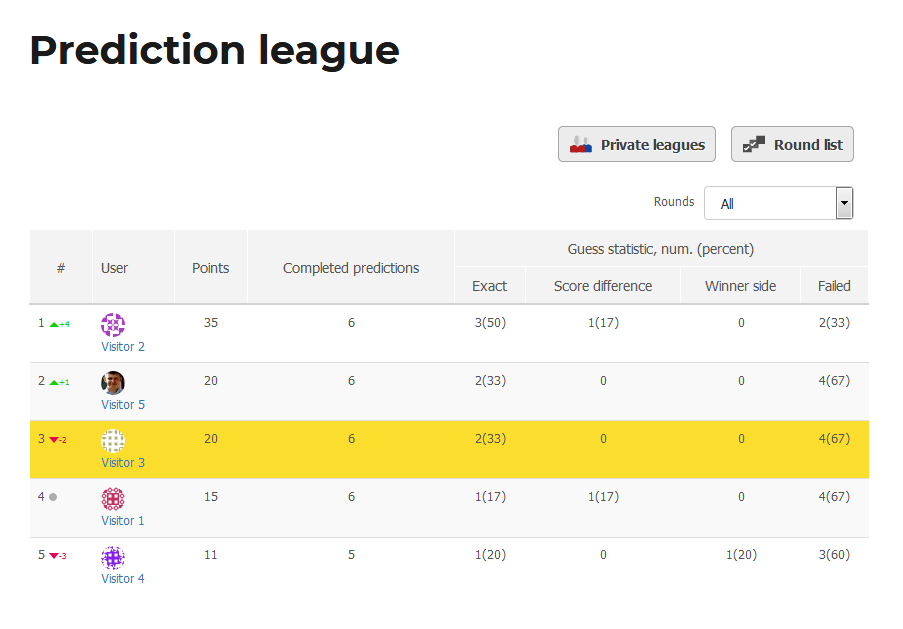 Prediction league
Private leagues Round list
Rounds All
# User Points Completed predictions Guess statistic, num. (percent)
Exact Score difference Winner side Failed
1 +4 35 6 3(50) 1(17) 0 2(33)
Visitor 2
2 +1 20 6 2(33) 0 0 4(67)
Visitor 5
3 -2 20 6 2(33) 0 0 4(67)
Visitor 3
4 15 6 1(17) 1(17) 0 4(67)
Visitor 1
5 -3 11 5 1(20) 0 1(20) 3(60)
Visitor 4